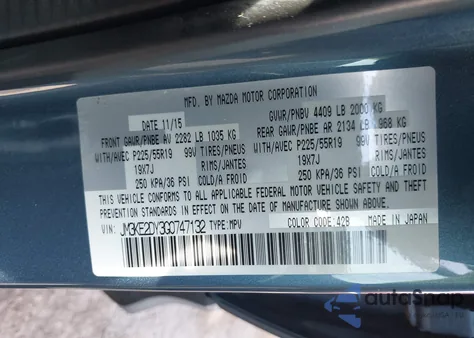 MFD. BY MAZDA MOTOR CORPORATION
11/15 GVWR/PNBV 4409 LB 2000 KG
FRONT GAWR/PNBE AV 2282 LB 1035 KG REAR GAWR/PNBE AR 2134 LB 968 KG
WITH/AVEC P225/55R19 99V TIRES/PNEUS WITH/AVEC P225/55R19 99V TIRES/PNEUS
19X7J RIMS/JANTES 19X7J RIMS/JANTES
250 KPA/36 PSI COLD/A FROID 250 KPA/36 PSI COLD/A FROID
THIS VEHICLE CONFORMS TO ALL APPLICABLE FEDERAL MOTOR VEHICLE SAFETY, BUMPER, AND THEFT
PREVENTION STANDARDS IN EFFECT ON THE DATE OF MANUFACTURE SHOWN ABOVE.
VIN: JM3KE2DY3G0747132 TYPE:MPV COLOR CODE:42B MADE IN JAPAN
autoSnap